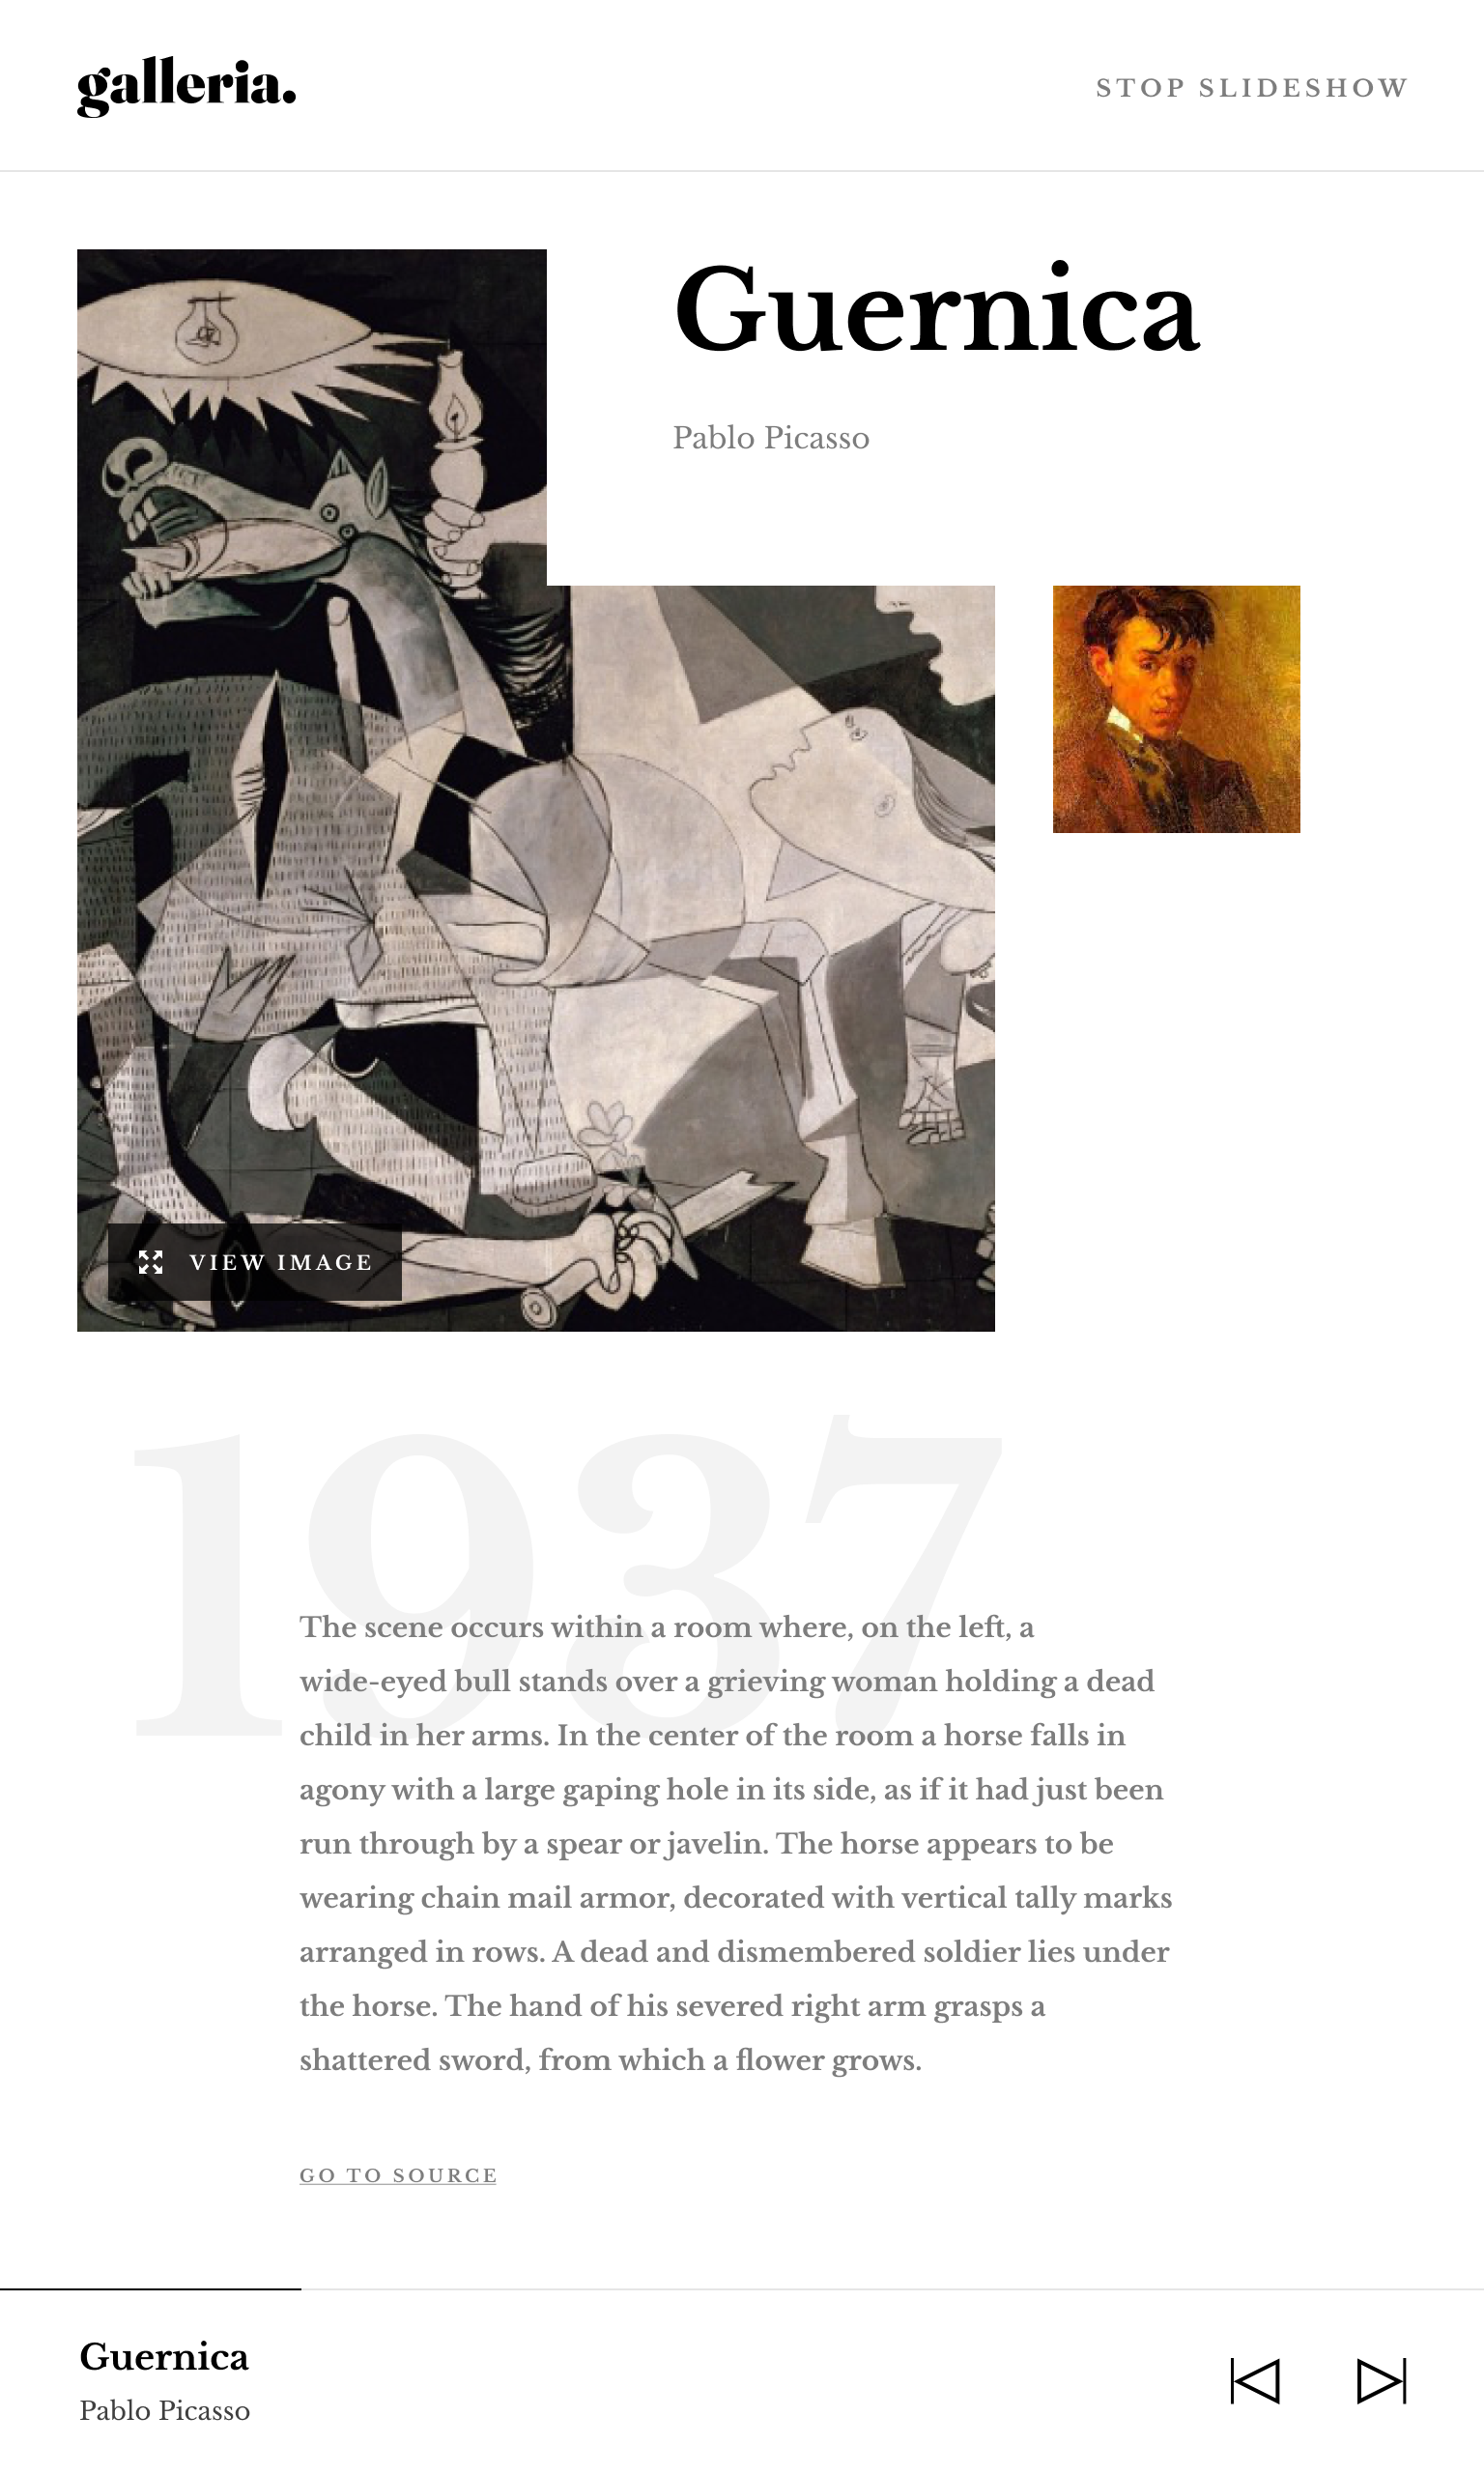 galleria.
STOP SLIDESHOW
Guernica
Pablo Picasso
VIEW IMAGE
1937
The scene occurs within a room where, on the left, a
wide-eyed bull stands over a grieving woman holding a dead
child in her arms. In the center of the room a horse falls in
agony with a large gaping hole in its side, as if it had just been
run through by a spear or javelin. The horse appears to be
wearing chain mail armor, decorated with vertical tally marks
arranged in rows. A dead and dismembered soldier lies under
the horse. The hand of his severed right arm grasps a
shattered sword, from which a flower grows.
GO TO SOURCE
Guernica
Pablo Picasso